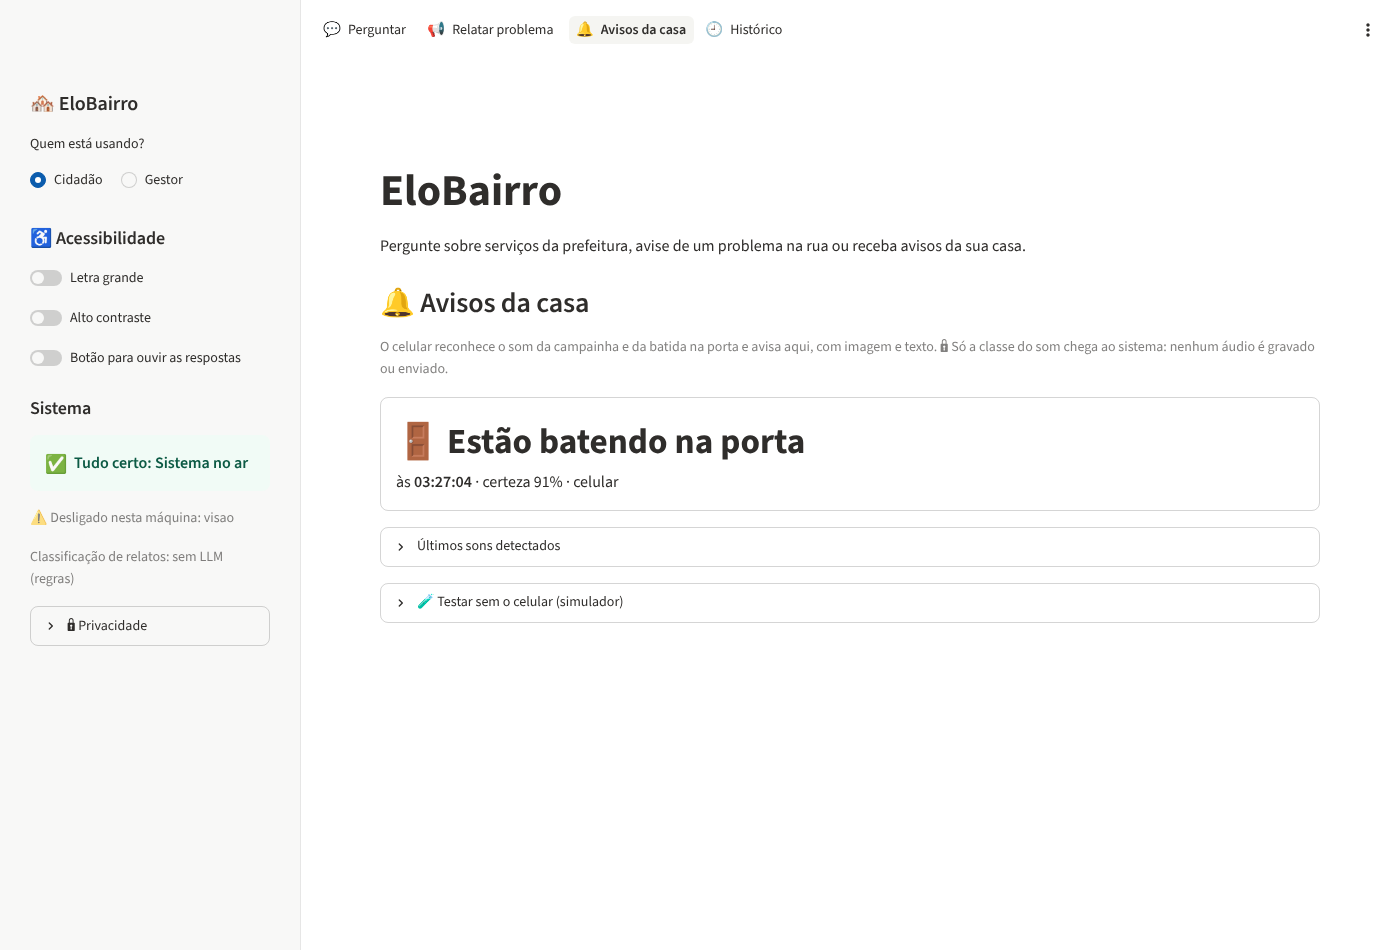 💬 Perguntar
📢 Relatar problema
🔔 Avisos da casa
🕘 Histórico
🏘️ EloBairro
Quem está usando?
Cidadão
Gestor
♿ Acessibilidade
Letra grande
Alto contraste
Botão para ouvir as respostas
Sistema
✅ Tudo certo: Sistema no ar
⚠️ Desligado nesta máquina: visao
Classificação de relatos: sem LLM
(regras)
🔒 Privacidade
EloBairro
Pergunte sobre serviços da prefeitura, avise de um problema na rua ou receba avisos da sua casa.
🔔 Avisos da casa
O celular reconhece o som da campainha e da batida na porta e avisa aqui, com imagem e texto. 🔒 Só a classe do som chega ao sistema: nenhum áudio é gravado
ou enviado.
🚪 Estão batendo na porta
às 03:27:04 · certeza 91% · celular
Últimos sons detectados
🧪 Testar sem o celular (simulador)